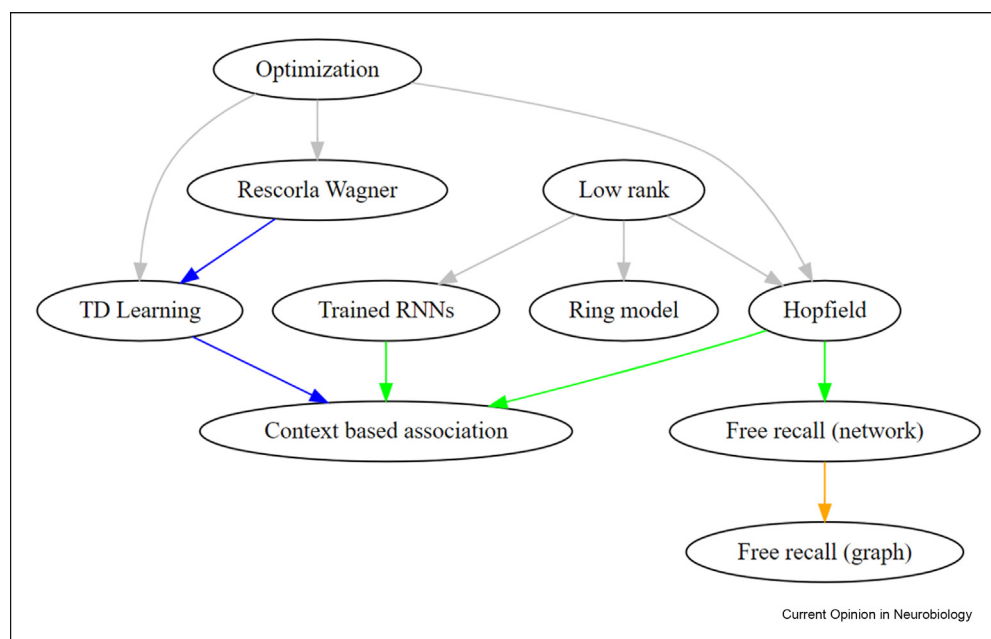 Optimization
Rescorla Wagner
Low rank
TD Learning
Trained RNNs
Ring model
Hopfield
Context based association
Free recall (network)
Free recall (graph)
Current Opinion in Neurobiology